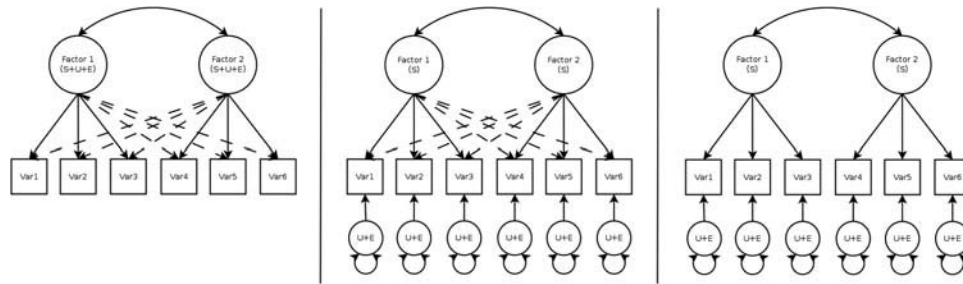 Factor 1
(S+U+E)
Factor 2
(S+U+E)
Var1 Var2 Var3 Var4 Var5 Var6
Factor 1
(S)
Factor 2
(S)
Var1 Var2 Var3 Var4 Var5 Var6
U+E U+E U+E U+E U+E U+E
Factor 1
(S)
Factor 2
(S)
Var1 Var2 Var3 Var4 Var5 Var6
U+E U+E U+E U+E U+E U+E